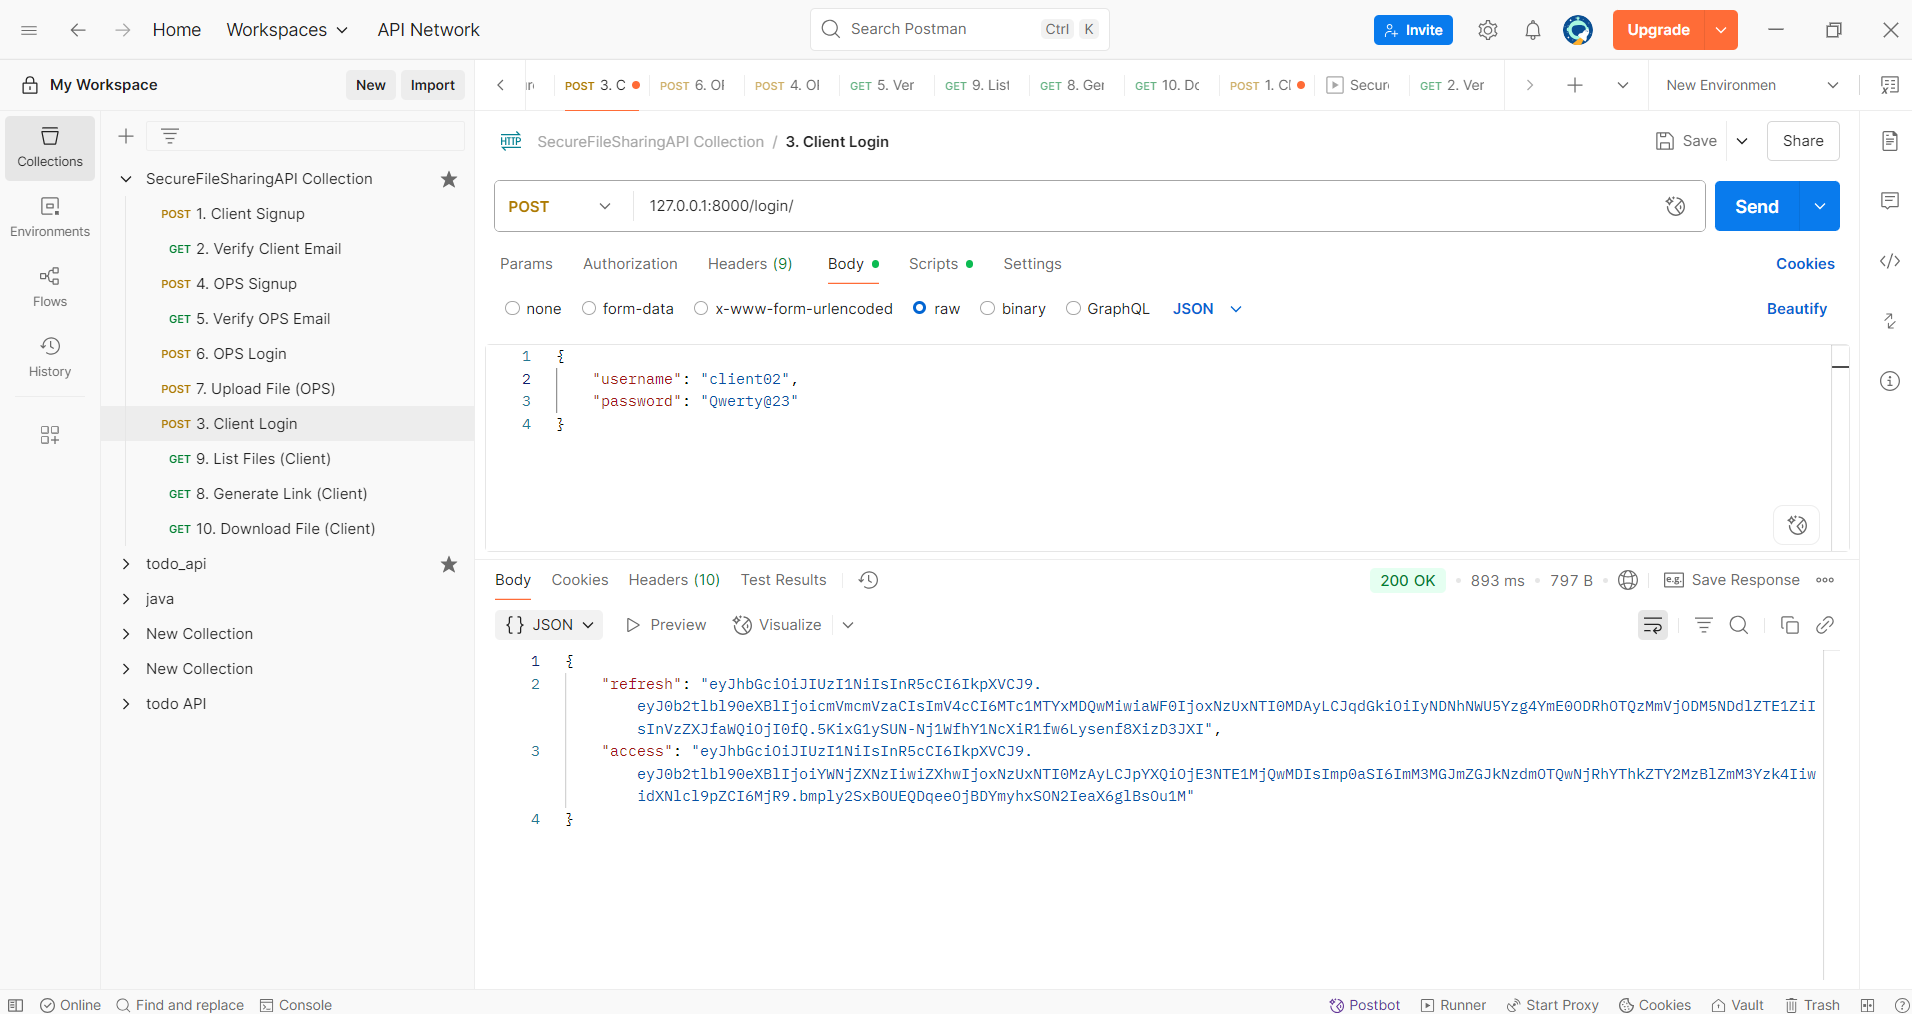 Home Workspaces API Network Search Postman Ctrl K Invite Upgrade
My Workspace New Import
POST 3. C POST 6. OF POST 4. OI GET 5. Ver GET 9. List GET 8. Ger GET 10. Dc POST 1. Cl Secure GET 2. Ver New Environmen
Collections
Environments
Flows
History
SecureFileSharingAPI Collection
POST 1. Client Signup
GET 2. Verify Client Email
POST 4. OPS Signup
GET 5. Verify OPS Email
POST 6. OPS Login
POST 7. Upload File (OPS)
POST 3. Client Login
GET 9. List Files (Client)
GET 8. Generate Link (Client)
GET 10. Download File (Client)
todo_api
java
New Collection
New Collection
todo API
HTTP SecureFileSharingAPI Collection / 3. Client Login Save Share
POST 127.0.0.1:8000/login/ Send
Params Authorization Headers (9) Body Scripts Settings Cookies
none form-data x-www-form-urlencoded raw binary GraphQL JSON Beautify
1 {
2 "username": "client02",
3 "password": "Qwerty@23"
4 }
Body Cookies Headers (10) Test Results 200 OK 893 ms 797 B e.g. Save Response
{} JSON Preview Visualize
1 {
2 "refresh": "eyJhbGciOiJIUzI1NiIsInR5cCI6IkpXVCJ9.
eyJ0b2tlbl90eXBlIjoicmVmcmVzaCIsImV4cCI6MTc1MTYxMDQwMiwiaWF0IjoxNzUxNTI0MDAyLCJqdGkiOiIyNDNhNWU5Yzg4YmE0ODRhOTQzMmVjODM5NDdlZTE1ZiI
sInVzZXJfaWQiOjI0fQ.5KixG1ySUN-Nj1WfhY1NcXiR1fw6Lysenf8XizD3JXI",
3 "access": "eyJhbGciOiJIUzI1NiIsInR5cCI6IkpXVCJ9.
eyJ0b2tlbl90eXBlIjoiYWNjZXNzIiwiZXhwIjoxNzUxNTI0MzAyLCJpYXQiOjE3NTE1MjQwMDIsImp0aSI6ImM3MGJmZGJkNzdmOTQwNjRhYThkZTY2MzBlZmM3Yzk4Iiw
idXNlcl9pZCI6MjR9.bmply2SxBOUEQDqeeOjBDYmyhxSON2IeaX6glBsOu1M"
4 }
Online Find and replace Console Postbot Runner Start Proxy Cookies Vault Trash